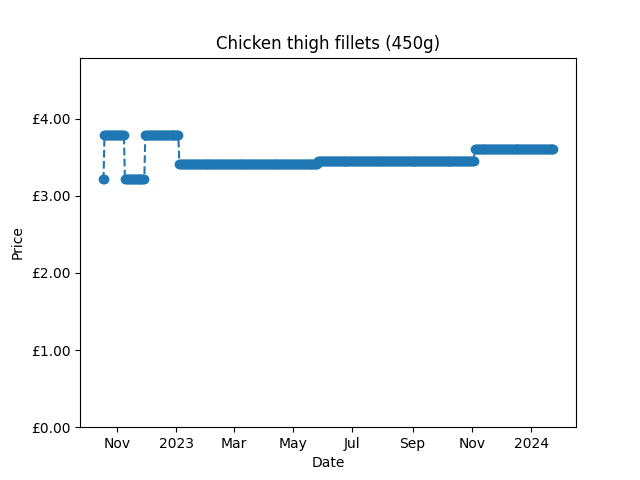 Chicken thigh fillets (450g)
£4.00
£3.00
£2.00
£1.00
£0.00
Price
Nov 2023 Mar May Jul Sep Nov 2024
Date